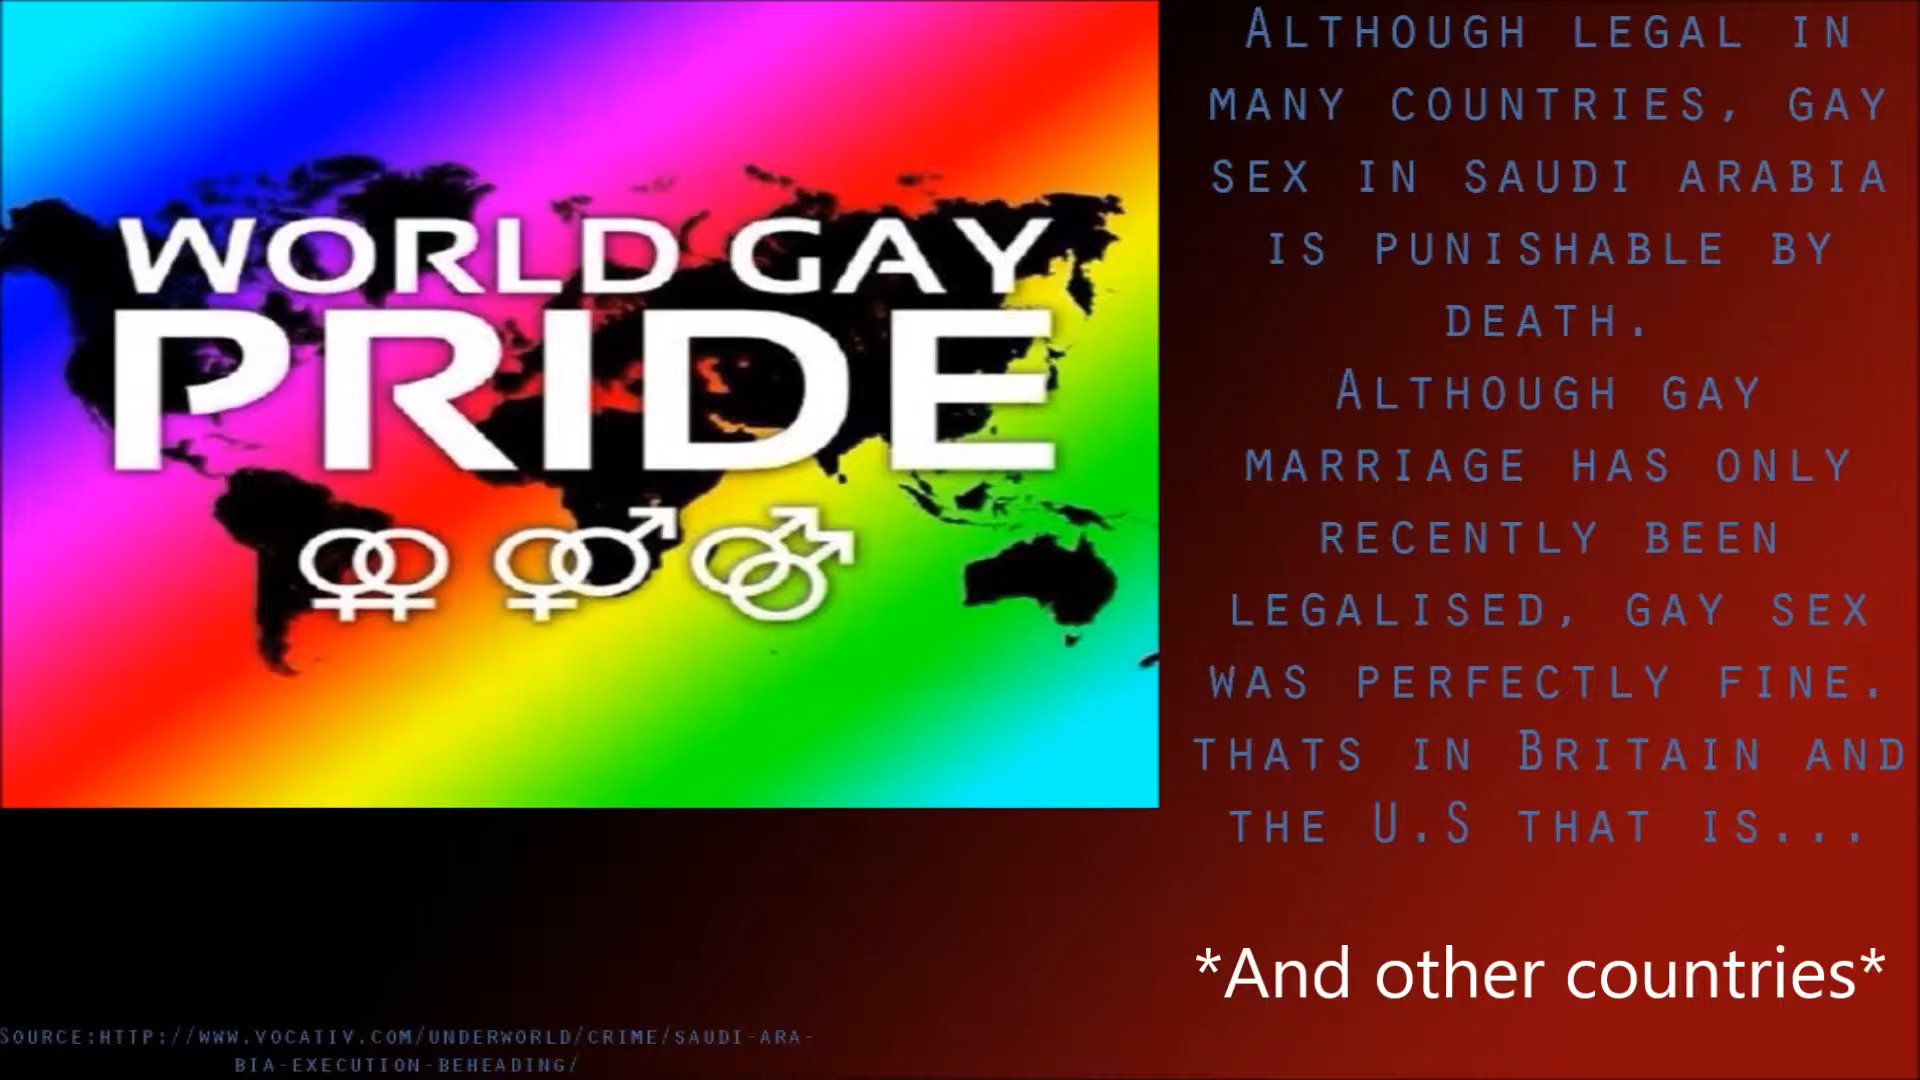 WORLD GAY
PRIDE
ALTHOUGH LEGAL IN
MANY COUNTRIES, GAY
SEX IN SAUDI ARABIA
IS PUNISHABLE BY
DEATH.
ALTHOUGH GAY
MARRIAGE HAS ONLY
RECENTLY BEEN
LEGALISED, GAY SEX
WAS PERFECTLY FINE.
THATS IN BRITAIN AND
THE U.S THAT IS...
*And other countries*
SOURCE:HTTP://WWW.VOCATIV.COM/UNDERWORLD/CRIME/SAUDI-ARA-
BIA-EXECUTION-BEHEADING/